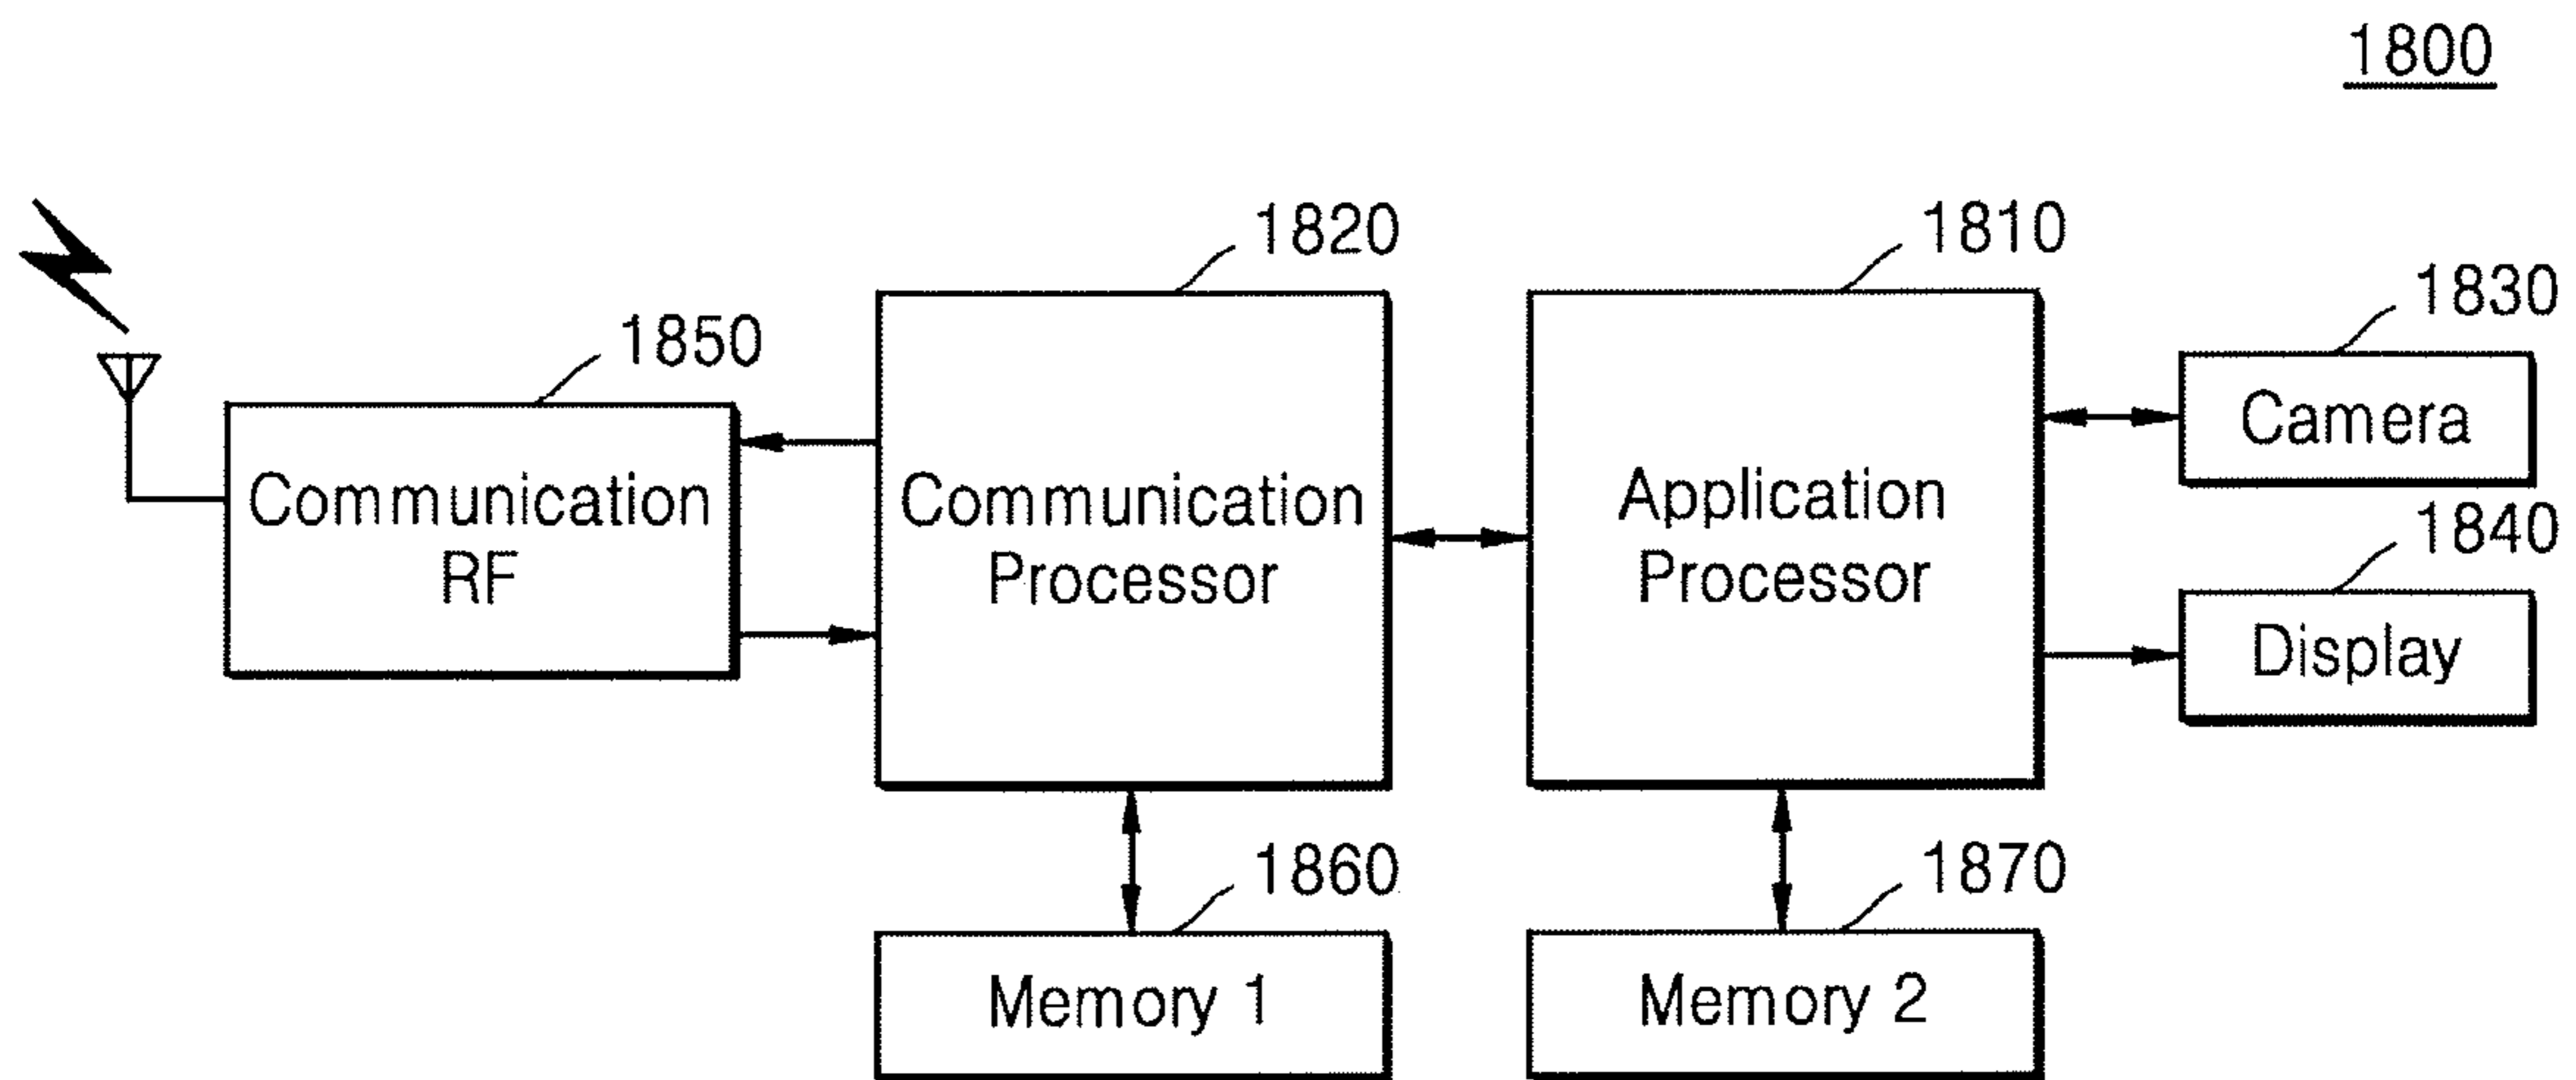 1800
1820
1810
1830
1850
Camera
Communication
RF
Communication
Processor
Application
Processor
1840
Display
1860
1870
Memory 1
Memory 2